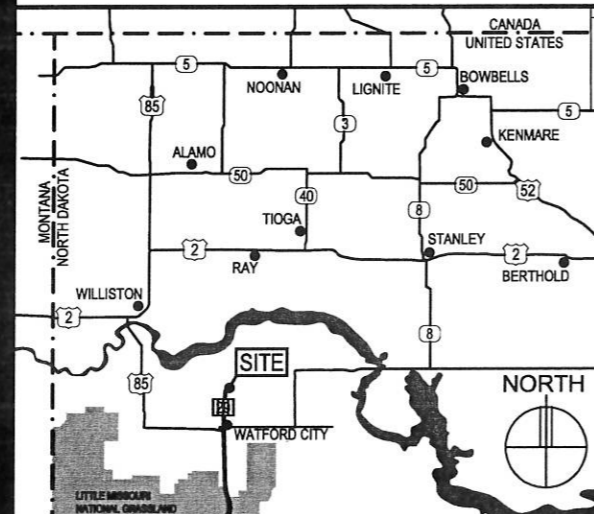 CANADA
UNITED STATES
5
5
NOONAN
LIGNITE
BOWBELLS
85
5
3
KENMARE
ALAMO
50
50
52
40
8
MONTANA
NORTH DAKOTA
TIOGA
STANLEY
2
2
RAY
BERTHOLD
WILLISTON
2
8
SITE
85
NORTH
WATFORD CITY
LITTLE MISSOURI
NATIONAL GRASSLAND